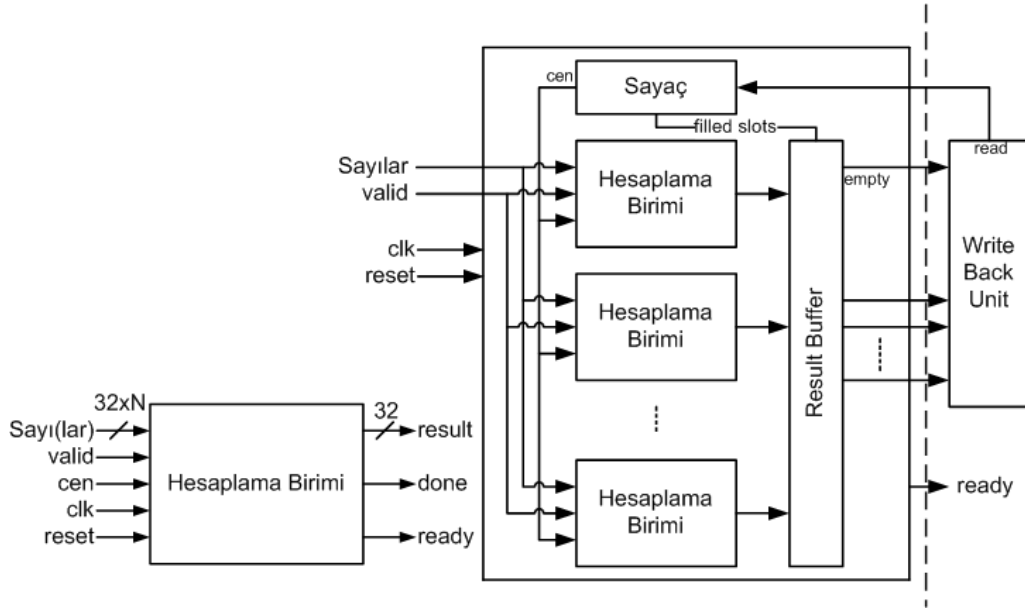 32xN
Sayı(lar)
valid
cen
clk
reset
Hesaplama Birimi
32
result
done
ready
cen
Sayaç
filled slots
Sayılar
valid
clk
reset
Hesaplama
Birimi
Hesaplama
Birimi
Hesaplama
Birimi
Result Buffer
empty
read
Write
Back
Unit
ready